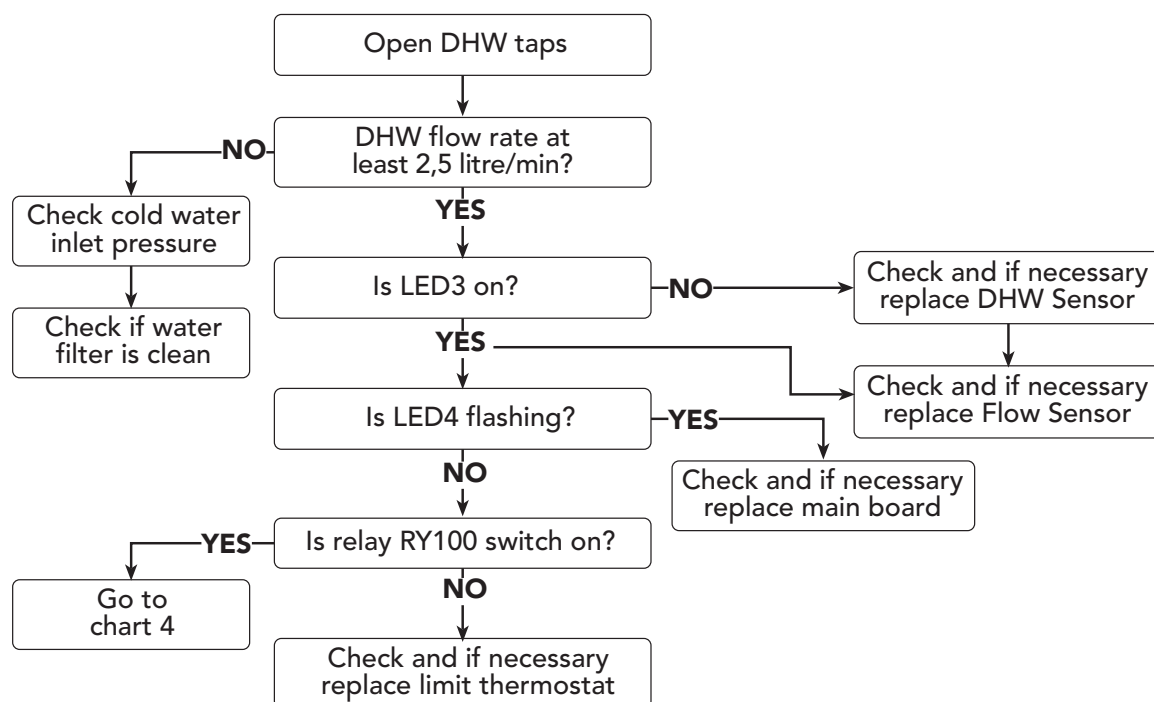 Open DHW taps
DHW flow rate at
least 2,5 litre/min?
NO
Check cold water
inlet pressure
YES
Check if water
filter is clean
Is LED3 on?
NO
Check and if necessary
replace DHW Sensor
YES
Check and if necessary
replace Flow Sensor
Is LED4 flashing?
YES
Check and if necessary
replace main board
NO
Is relay RY100 switch on?
YES
Go to
chart 4
NO
Check and if necessary
replace limit thermostat